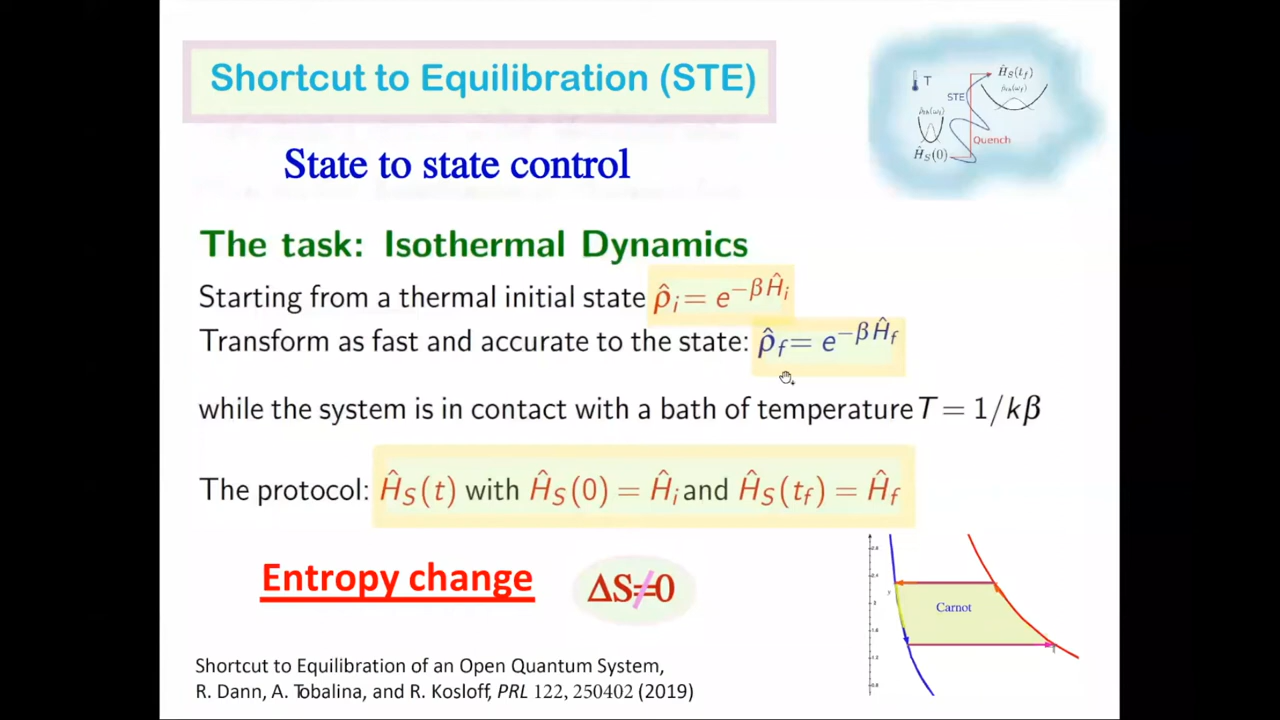 Shortcut to Equilibration (STE)
T
Ĥ_S(t_f)
STE
Quench
Ĥ_S(0)
State to state control
The task: Isothermal Dynamics
Starting from a thermal initial state ρ̂_i = e^{-βĤ_i}
Transform as fast and accurate to the state: ρ̂_f = e^{-βĤ_f}
while the system is in contact with a bath of temperature T = 1/kβ
The protocol: Ĥ_S(t) with Ĥ_S(0) = Ĥ_i and Ĥ_S(t_f) = Ĥ_f
Entropy change ΔS≠0
Carnot
Shortcut to Equilibration of an Open Quantum System,
R. Dann, A. Tobalina, and R. Kosloff, PRL 122, 250402 (2019)